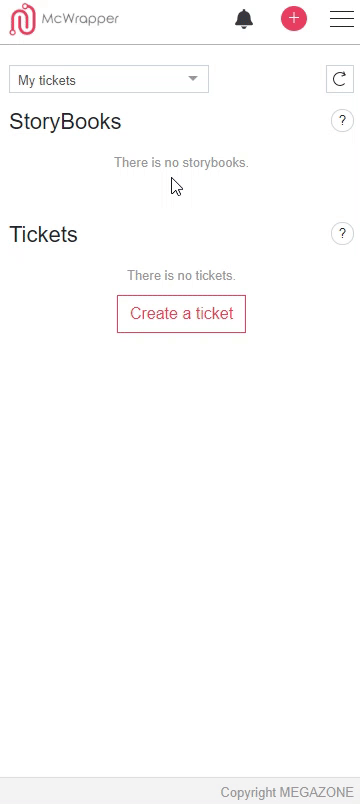 McWrapper
+
My tickets
StoryBooks
?
There is no storybooks.
Tickets
?
There is no tickets.
Create a ticket
Copyright MEGAZONE